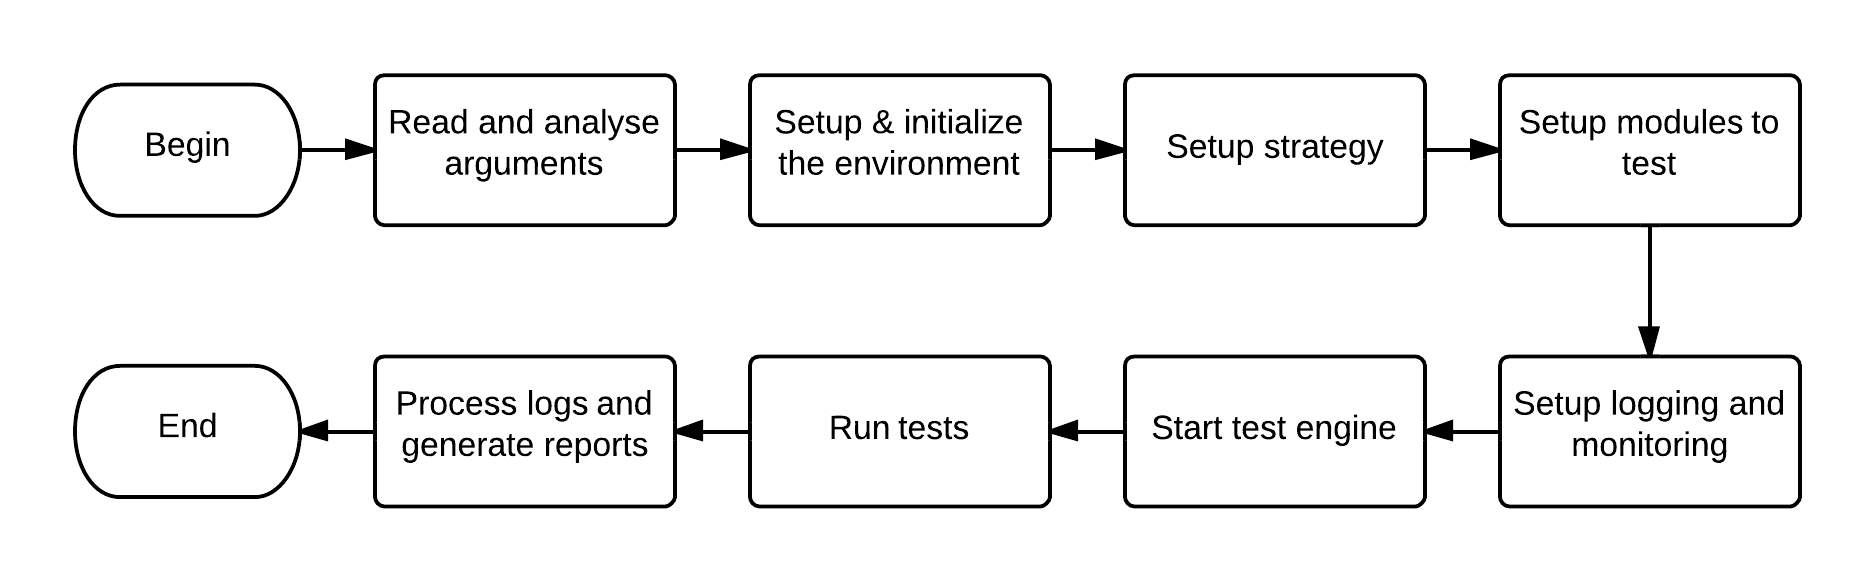 Begin
Read and analyse
arguments
Setup & initialize
the environment
Setup strategy
Setup modules to
test
Setup logging and
monitoring
Start test engine
Run tests
Process logs and
generate reports
End